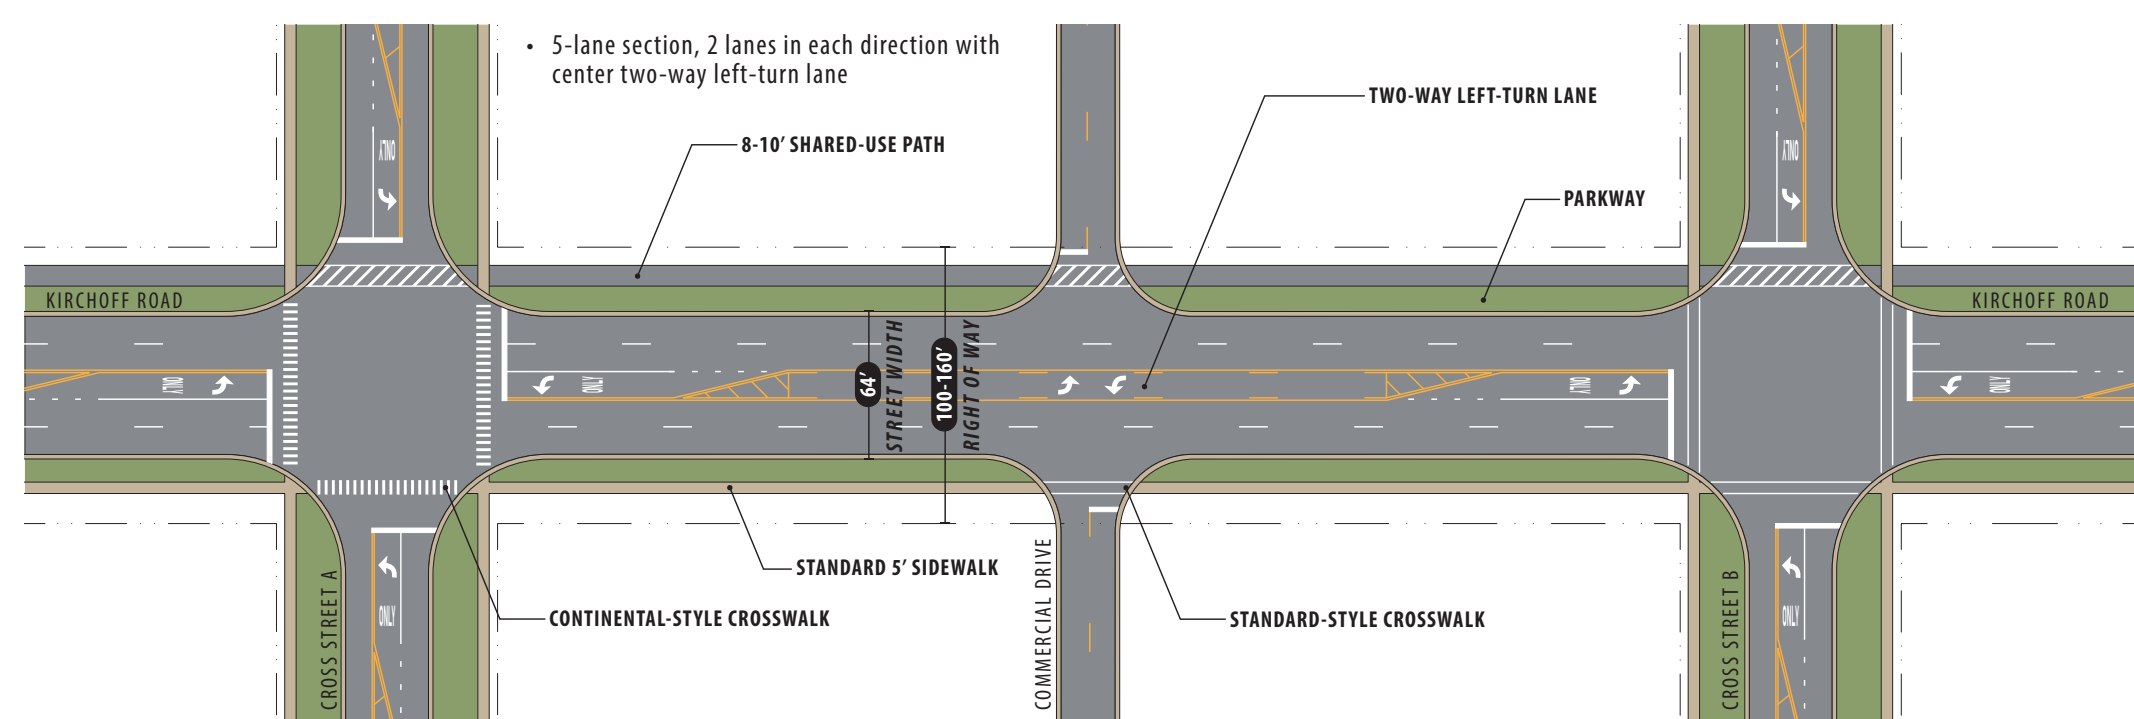 • 5-lane section, 2 lanes in each direction with
center two-way left-turn lane
TWO-WAY LEFT-TURN LANE
8-10’ SHARED-USE PATH
ONLY
ONLY
PARKWAY
KIRCHOFF ROAD
KIRCHOFF ROAD
ONLY
ONLY
64’
STREET WIDTH
100-160’
RIGHT OF WAY
ONLY
ONLY
STANDARD 5’ SIDEWALK
CONTINENTAL-STYLE CROSSWALK
STANDARD-STYLE CROSSWALK
ONLY
ONLY
CROSS STREET A
COMMERCIAL DRIVE
CROSS STREET B